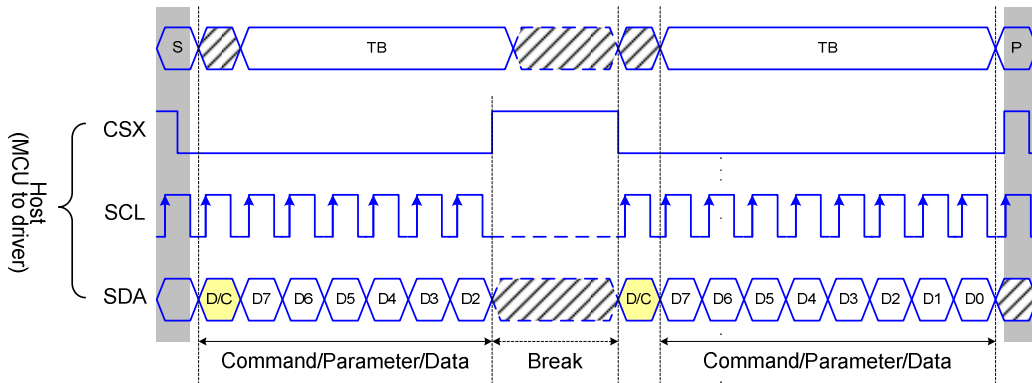 S TB TB P
CSX
Host
(MCU to driver)
SCL
SDA D/C D7 D6 D5 D4 D3 D2 D/C D7 D6 D5 D4 D3 D2 D1 D0
Command/Parameter/Data Break Command/Parameter/Data